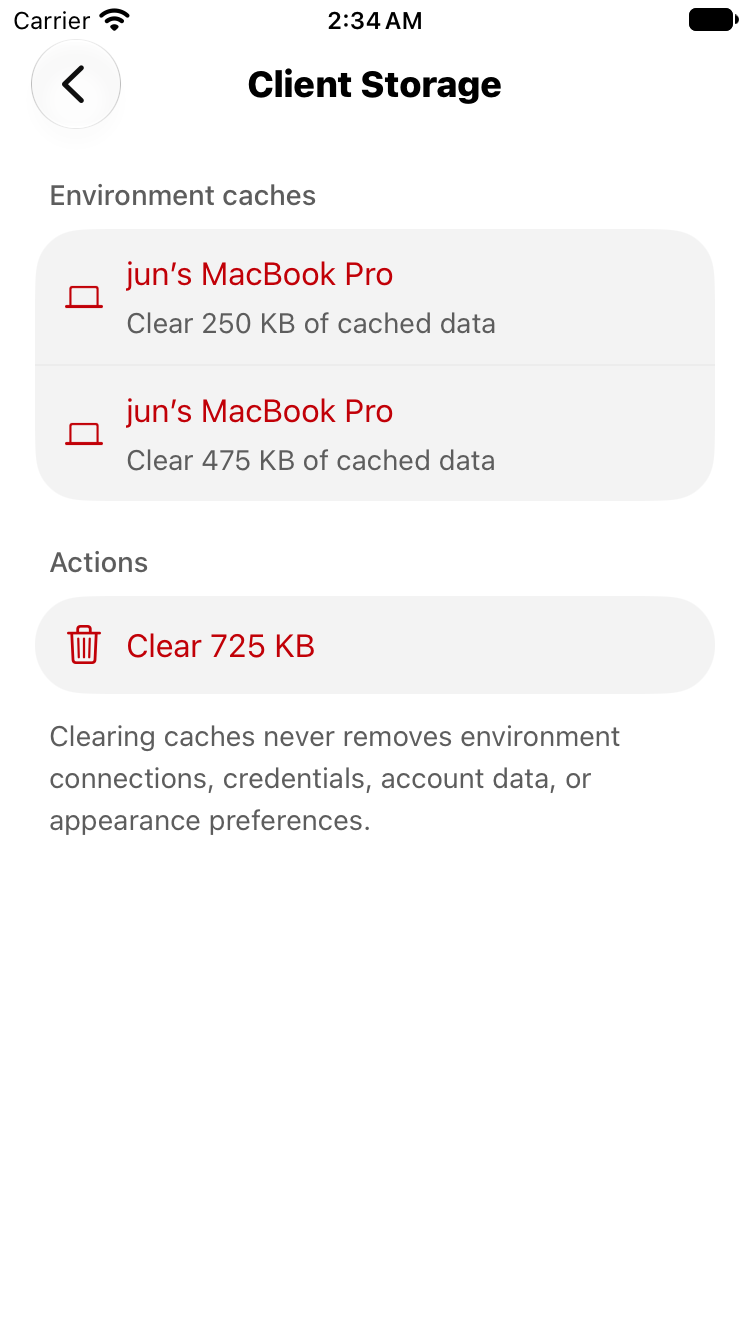 Carrier
2:34 AM
Client Storage
Environment caches
jun’s MacBook Pro
Clear 250 KB of cached data
jun’s MacBook Pro
Clear 475 KB of cached data
Actions
Clear 725 KB
Clearing caches never removes environment
connections, credentials, account data, or
appearance preferences.